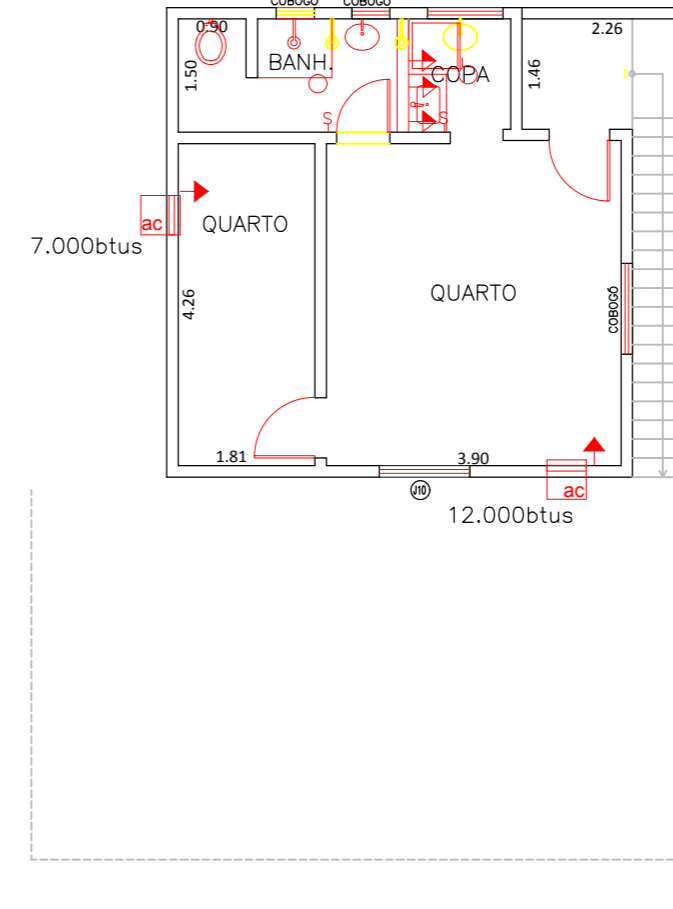 COBOGÓ
COBOGÓ
0.90
2.26
BANH.
COPA
1.50
1.46
S
S
ac
QUARTO
7.000btus
QUARTO
4.26
COBOGÓ
1.81
3.90
J10
ac
12.000btus